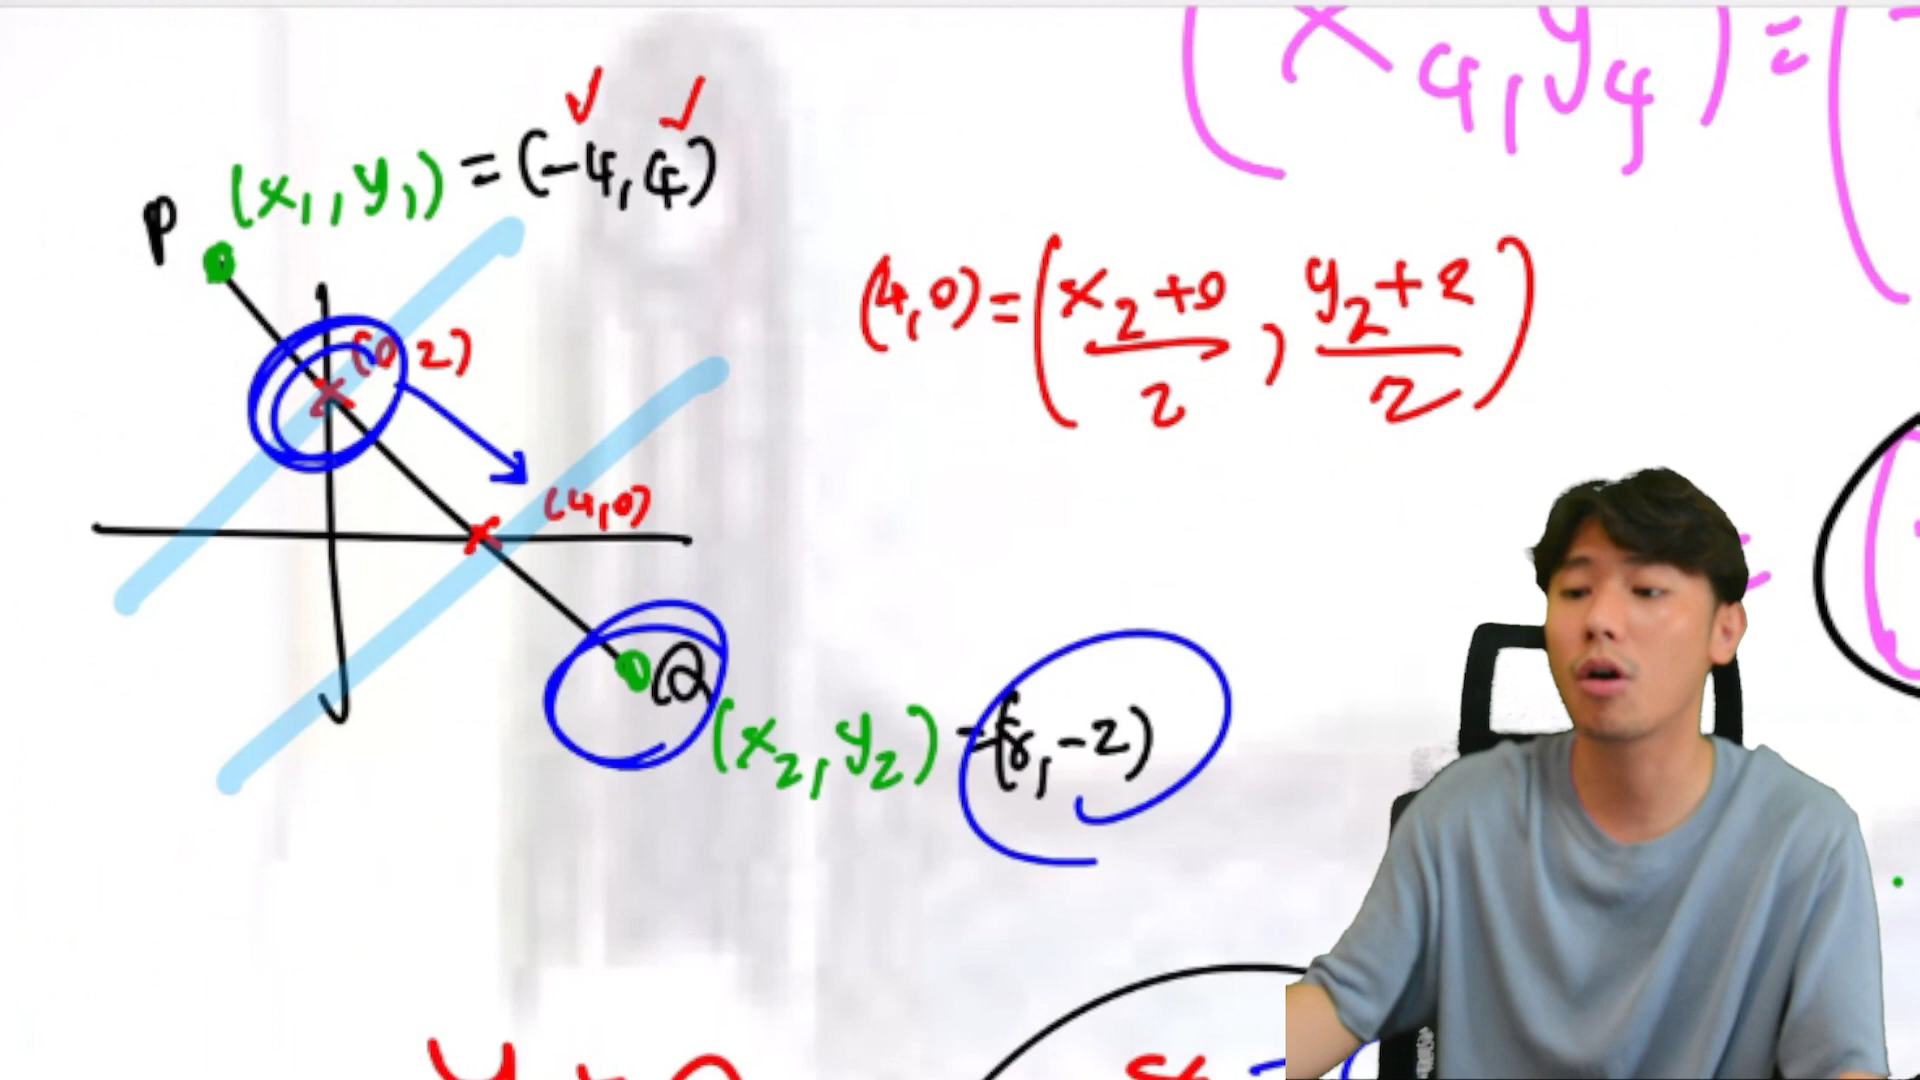 (x₄, y₄) = (
P (x₁, y₁) = (-4, 4)
(0, 2)
(4, 0) = (x₂ + 0 / 2, y₂ + 2 / 2)
(4, 0)
Q
(x₂, y₂) = (8, -2)